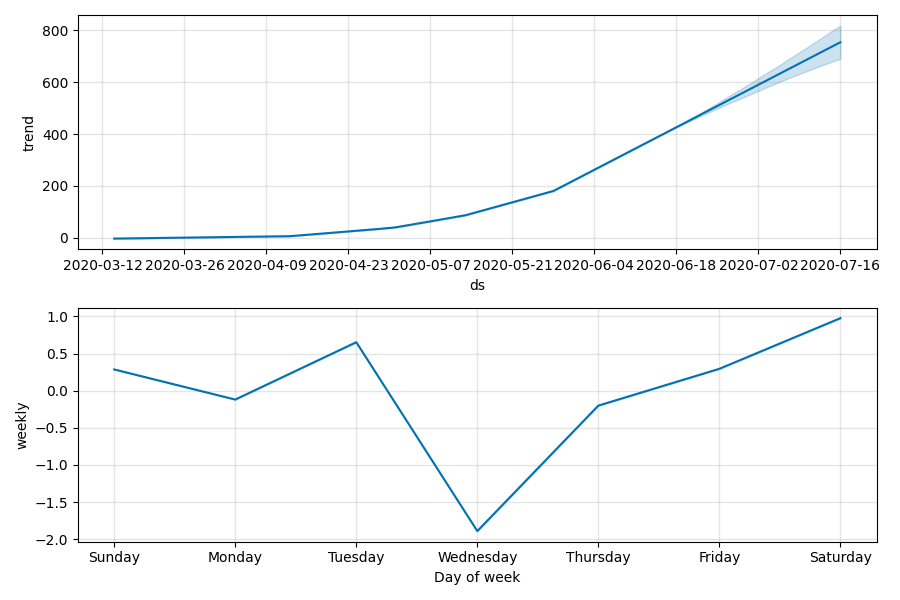 800
600
400
200
0
trend
2020-03-12 2020-03-26 2020-04-09 2020-04-23 2020-05-07 2020-05-21 2020-06-04 2020-06-18 2020-07-02 2020-07-16
ds
1.0
0.5
0.0
−0.5
−1.0
−1.5
−2.0
weekly
Sunday Monday Tuesday Wednesday Thursday Friday Saturday
Day of week